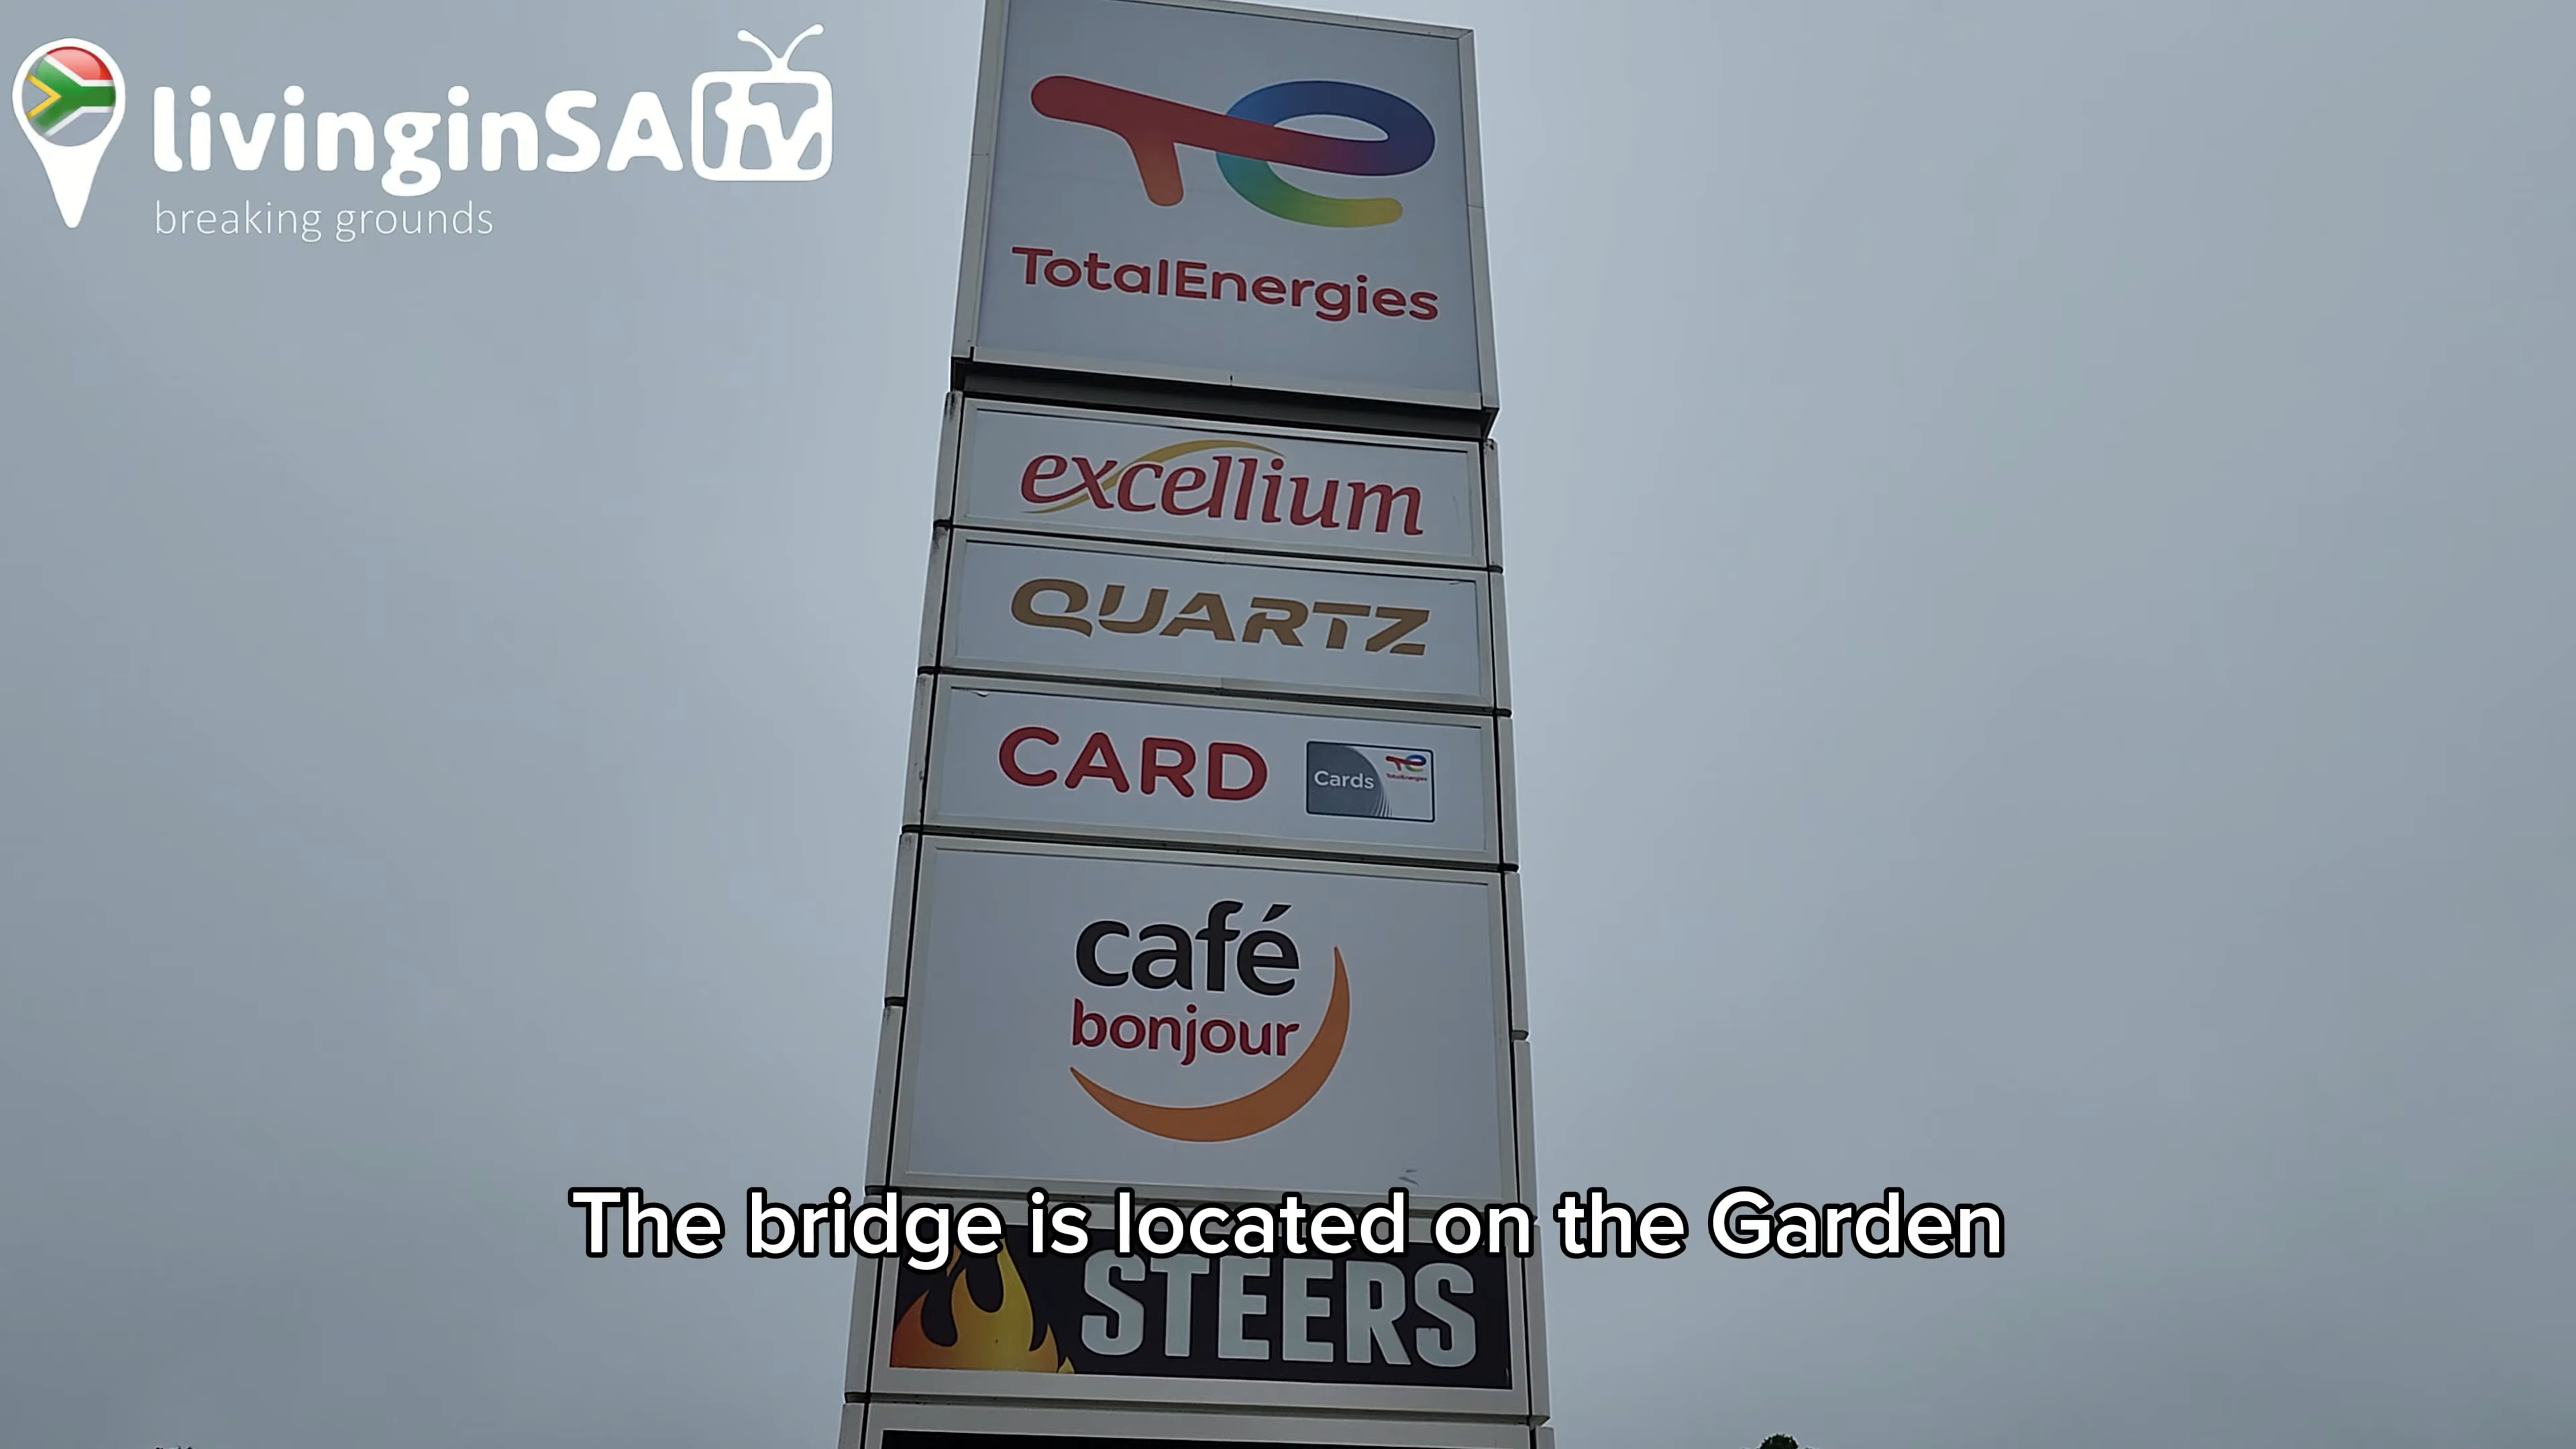 livinginSA tv
breaking grounds
TotalEnergies
excellium
QUARTZ
CARD
Cards
TotalEnergies
café
bonjour
The bridge is located on the Garden
STEERS